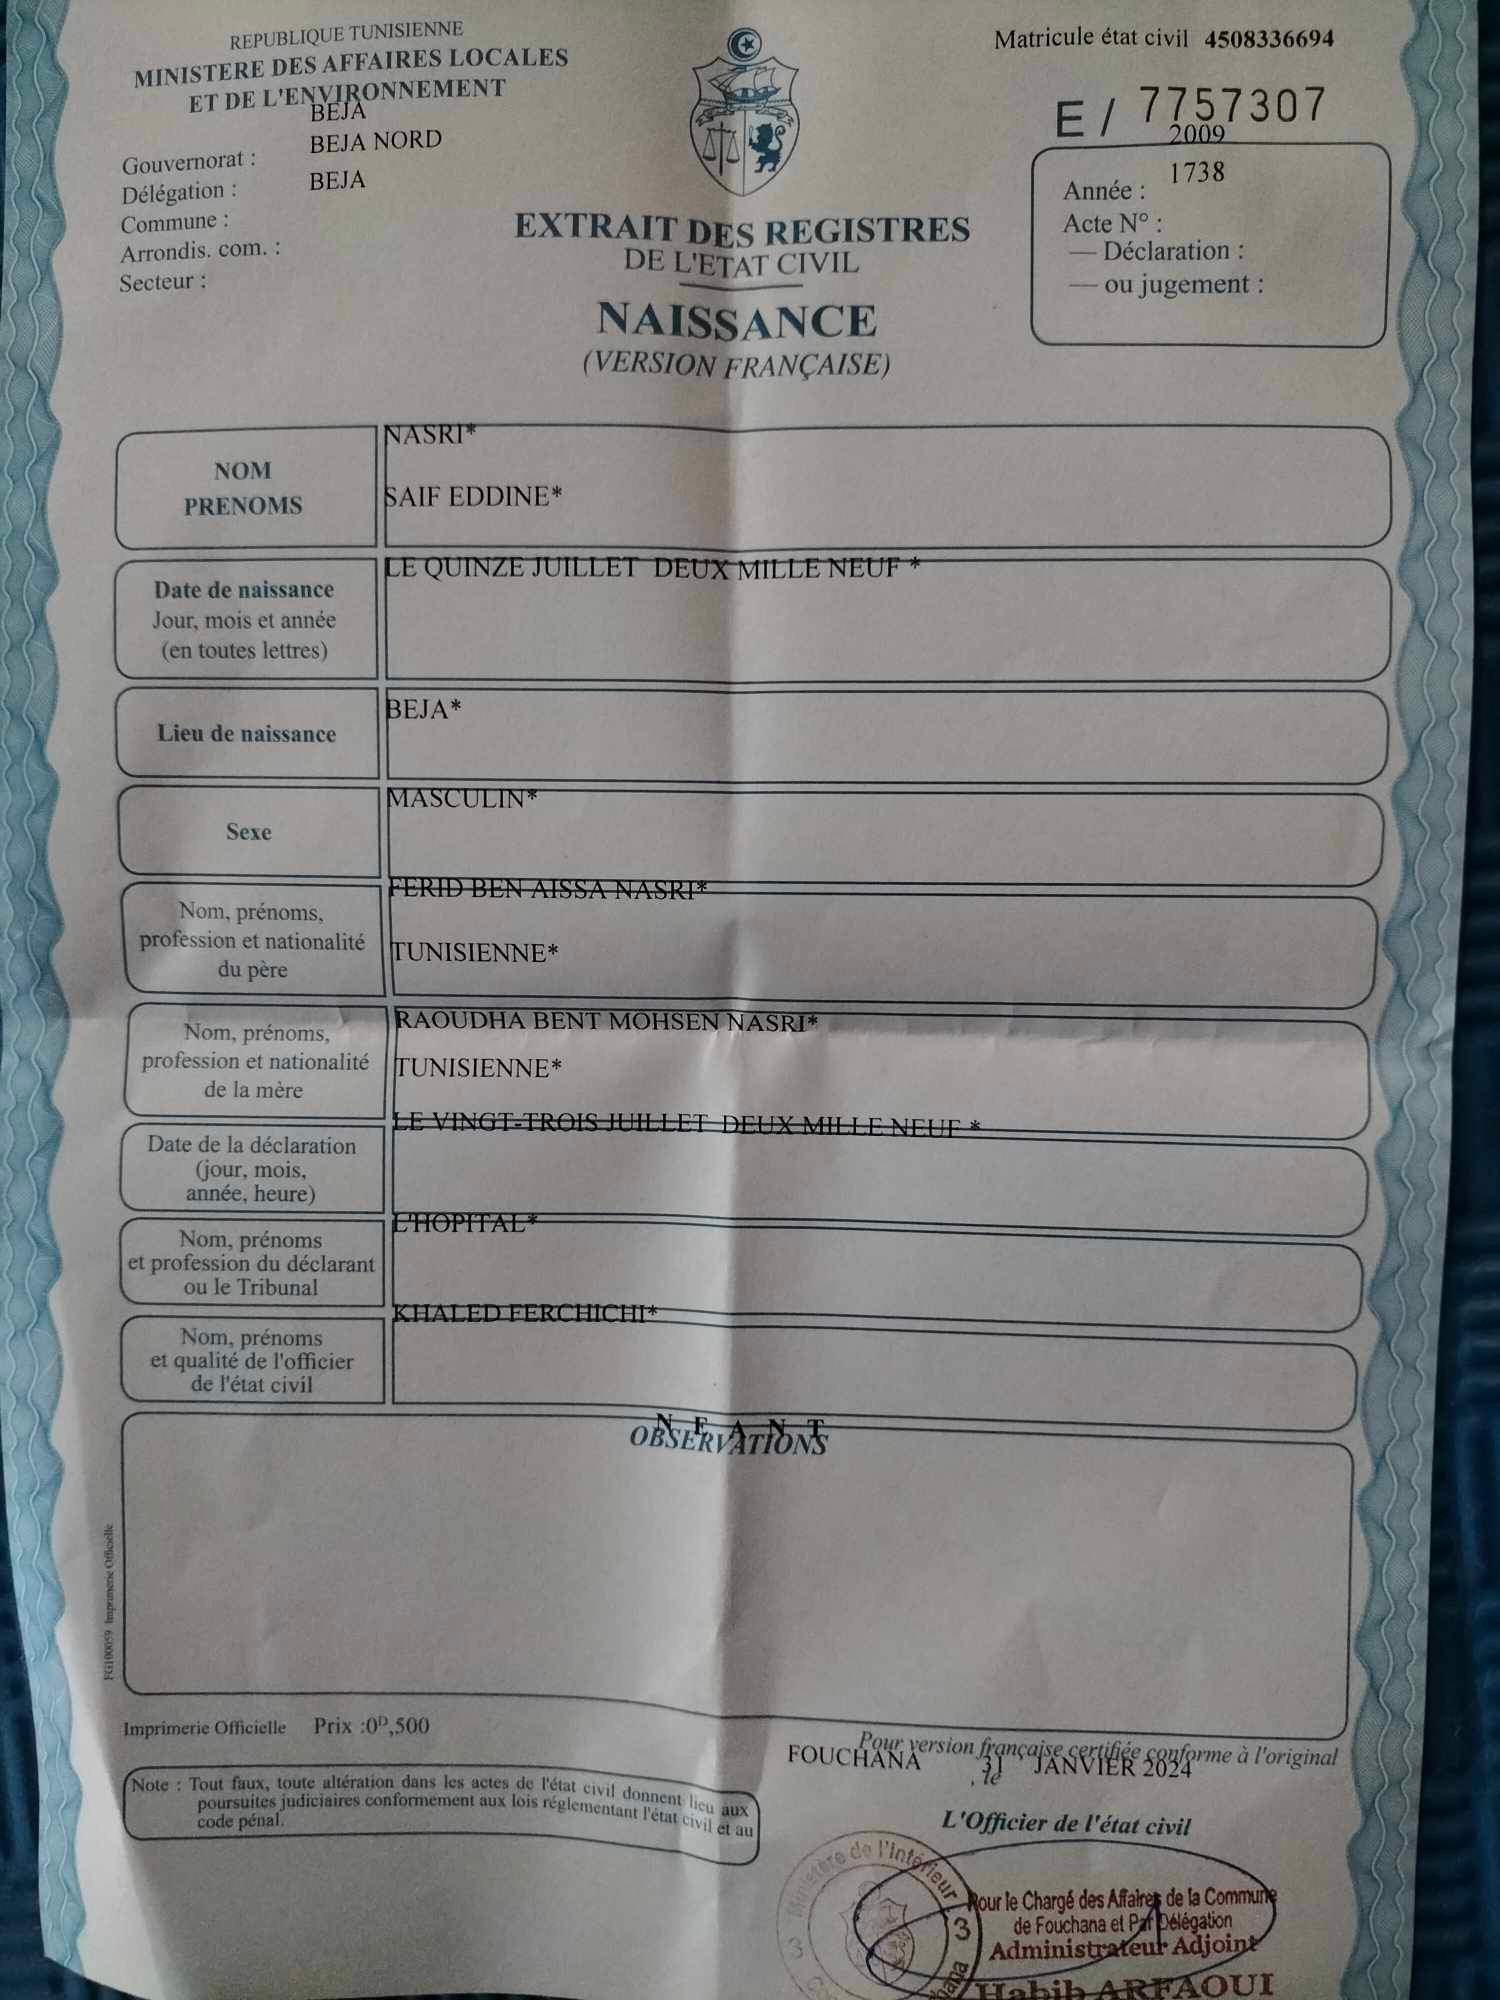 REPUBLIQUE TUNISIENNE
MINISTERE DES AFFAIRES LOCALES
ET DE L'ENVIRONNEMENT
Matricule état civil 4508336694
E / 7757307
BEJA
Gouvernorat : BEJA NORD
Délégation : BEJA
Commune :
Arrondis. com. :
Secteur :
2009
Année : 1738
Acte N° :
— Déclaration :
— ou jugement :
EXTRAIT DES REGISTRES
DE L'ETAT CIVIL
NAISSANCE
(VERSION FRANÇAISE)
NOM
PRENOMS
NASRI*
SAIF EDDINE*
Date de naissance
Jour, mois et année
(en toutes lettres)
LE QUINZE JUILLET DEUX MILLE NEUF *
Lieu de naissance
BEJA*
Sexe
MASCULIN*
Nom, prénoms,
profession et nationalité
du père
FERID BEN AISSA NASRI*
TUNISIENNE*
Nom, prénoms,
profession et nationalité
de la mère
RAOUDHA BENT MOHSEN NASRI*
TUNISIENNE*
Date de la déclaration
(jour, mois,
année, heure)
LE VINGT-TROIS JUILLET DEUX MILLE NEUF *
Nom, prénoms
et profession du déclarant
ou le Tribunal
L'HOPITAL*
Nom, prénoms
et qualité de l'officier
de l'état civil
KHALED FERCHICHI*
N E A N T
OBSERVATIONS
FG100059 Imprimerie Officielle
Imprimerie Officielle Prix :0D,500
Note : Tout faux, toute altération dans les actes de l'état civil donnent lieu aux
poursuites judiciaires conformément aux lois réglementant l'état civil et au
code pénal.
Pour version française certifiée conforme à l'original
FOUCHANA , le 31 JANVIER 2024
L'Officier de l'état civil
Ministère de l'intérieur
3 3
Pour le Chargé des Affaires de la Commune
de Fouchana et Par Délégation
Administrateur Adjoint
Habib ARFAOUI